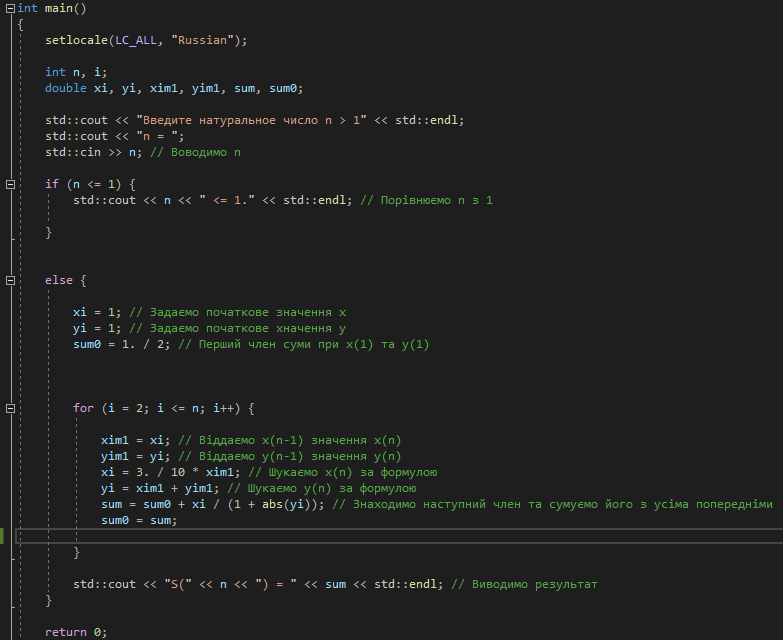 int main()
{
setlocale(LC_ALL, "Russian");
int n, i;
double xi, yi, xim1, yim1, sum, sum0;
std::cout << "Введите натуральное число n > 1" << std::endl;
std::cout << "n = ";
std::cin >> n; // Воводимо n
if (n <= 1) {
std::cout << n << " <= 1." << std::endl; // Порівнюємо n з 1
}
else {
xi = 1; // Задаємо початкове значення x
yi = 1; // Задаємо початкове хначення y
sum0 = 1. / 2; // Перший член суми при x(1) та y(1)
for (i = 2; i <= n; i++) {
xim1 = xi; // Віддаємо x(n-1) значення x(n)
yim1 = yi; // Віддаємо y(n-1) значення y(n)
xi = 3. / 10 * xim1; // Шукаємо x(n) за формулою
yi = xim1 + yim1; // Шукаємо y(n) за формулою
sum = sum0 + xi / (1 + abs(yi)); // Знаходимо наступний член та сумуємо його з усіма попередніми
sum0 = sum;
}
std::cout << "S(" << n << ") = " << sum << std::endl; // Виводимо результат
}
return 0;